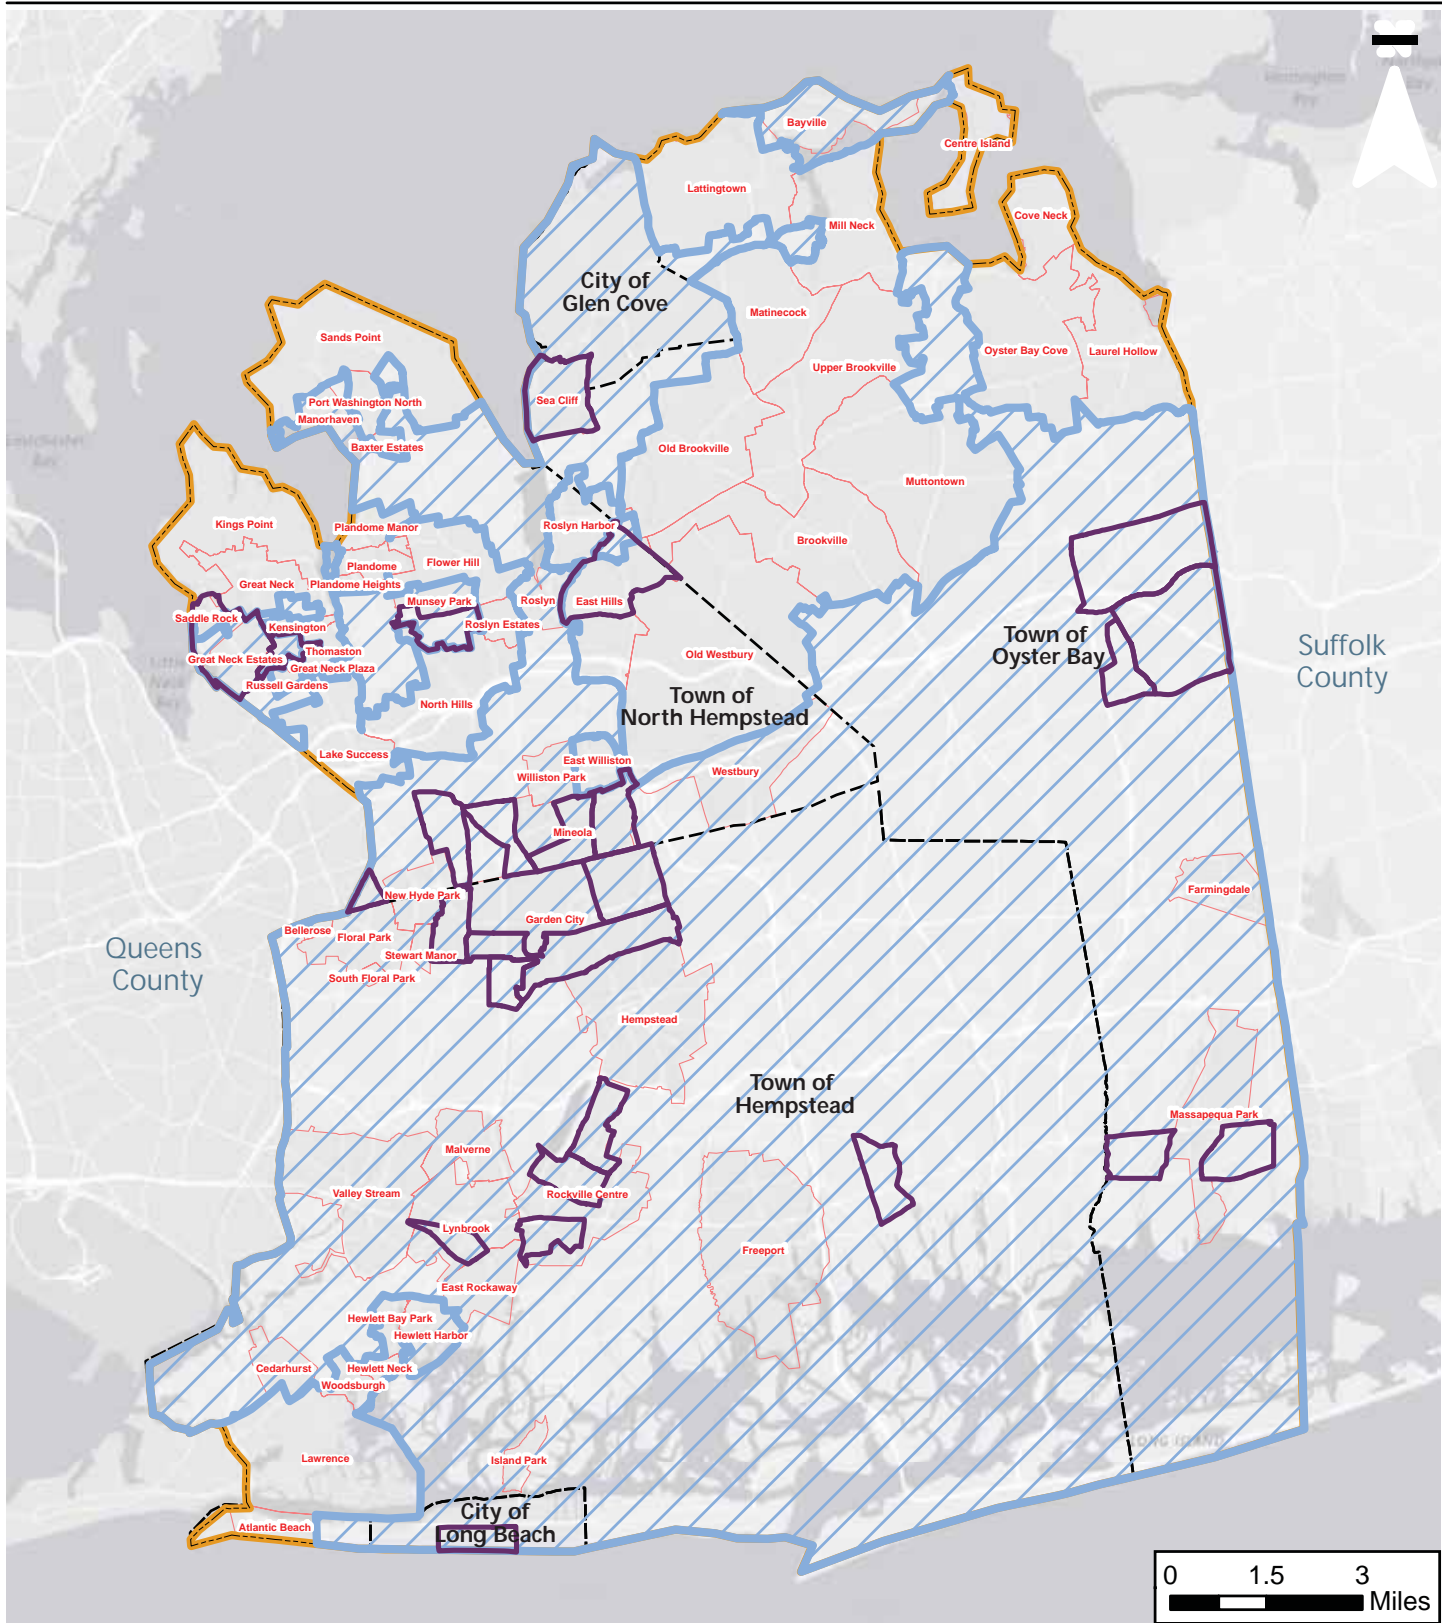 Bayville
Centre Island
Lattingtown
Cove Neck
Mill Neck
City of
Glen Cove
Matinecock
Sands Point
Oyster Bay Cove
Laurel Hollow
Upper Brookville
Port Washington North
Sea Cliff
Manorhaven
Baxter Estates
Old Brookville
Muttontown
Kings Point
Plandome Manor
Roslyn Harbor
Brookville
Flower Hill
Plandome
Great Neck
Plandome Heights
Munsey Park
Roslyn
East Hills
Saddle Rock
Kensington
Roslyn Estates
Town of
Oyster Bay
Suffolk
County
Thomaston
Great Neck Estates
Great Neck Plaza
Old Westbury
Russell Gardens
North Hills
Town of
North Hempstead
Lake Success
East Williston
Williston Park
Westbury
Mineola
New Hyde Park
Farmingdale
Garden City
Bellerose
Floral Park
Queens
County
Stewart Manor
South Floral Park
Hempstead
Town of
Hempstead
Massapequa Park
Malverne
Valley Stream
Rockville Centre
Lynbrook
Freeport
East Rockaway
Hewlett Bay Park
Hewlett Harbor
Cedarhurst
Hewlett Neck
Woodsburgh
LONG ISLAND
Lawrence
Island Park
City of
Long Beach
Atlantic Beach
0 1.5 3
Miles